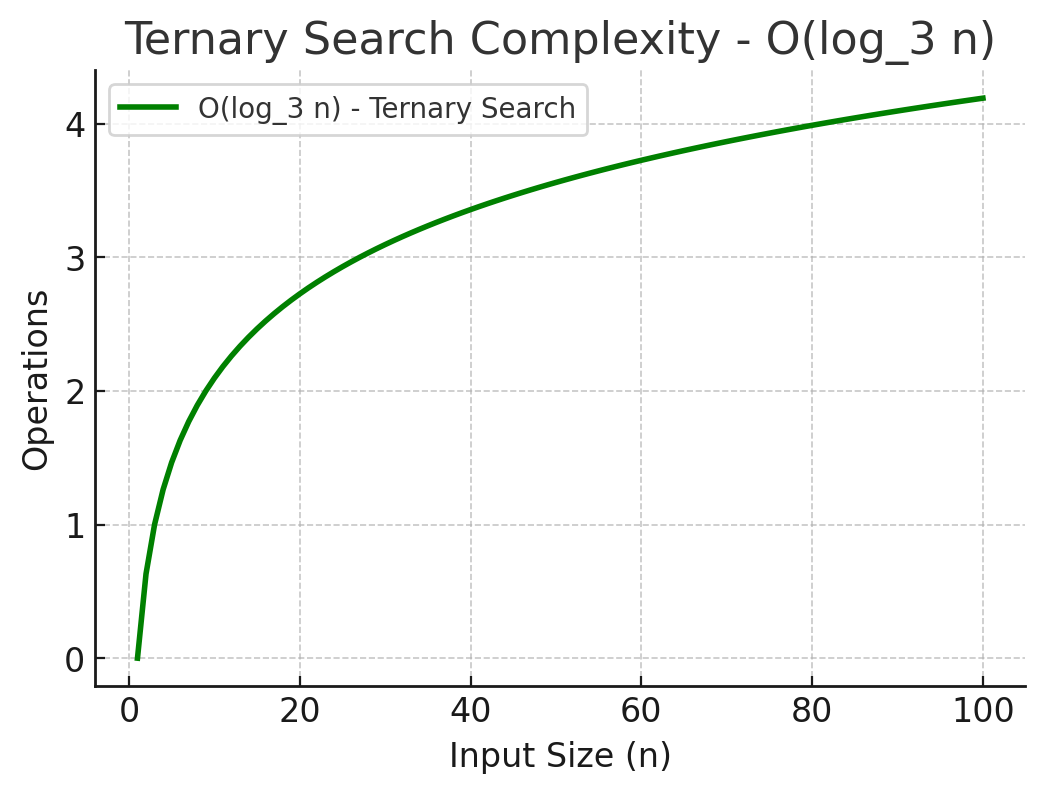 Ternary Search Complexity - O(log_3 n)
O(log_3 n) - Ternary Search
Operations
4
3
2
1
0
0 20 40 60 80 100
Input Size (n)